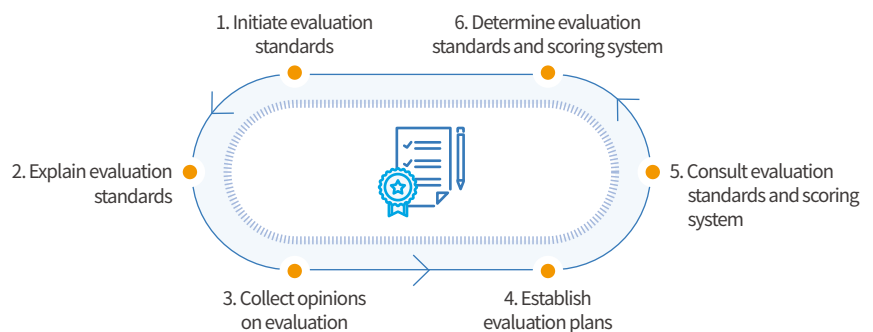 1. Initiate evaluation
standards
2. Explain evaluation
standards
3. Collect opinions
on evaluation
4. Establish
evaluation plans
5. Consult evaluation
standards and scoring
system
6. Determine evaluation
standards and scoring system